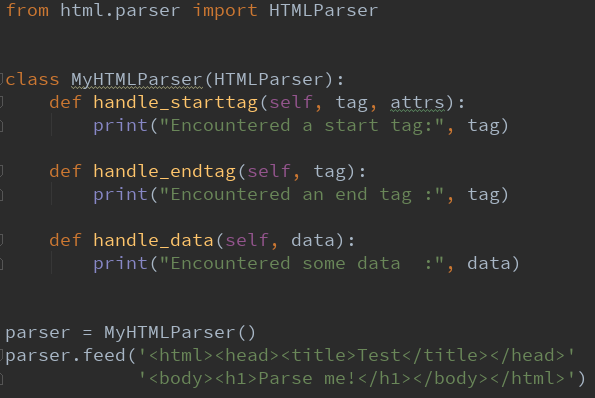 from html.parser import HTMLParser
class MyHTMLParser(HTMLParser):
    def handle_starttag(self, tag, attrs):
        print("Encountered a start tag:", tag)
    def handle_endtag(self, tag):
        print("Encountered an end tag :", tag)
    def handle_data(self, data):
        print("Encountered some data  :", data)
parser = MyHTMLParser()
parser.feed('<html><head><title>Test</title></head>'
            '<body><h1>Parse me!</h1></body></html>')